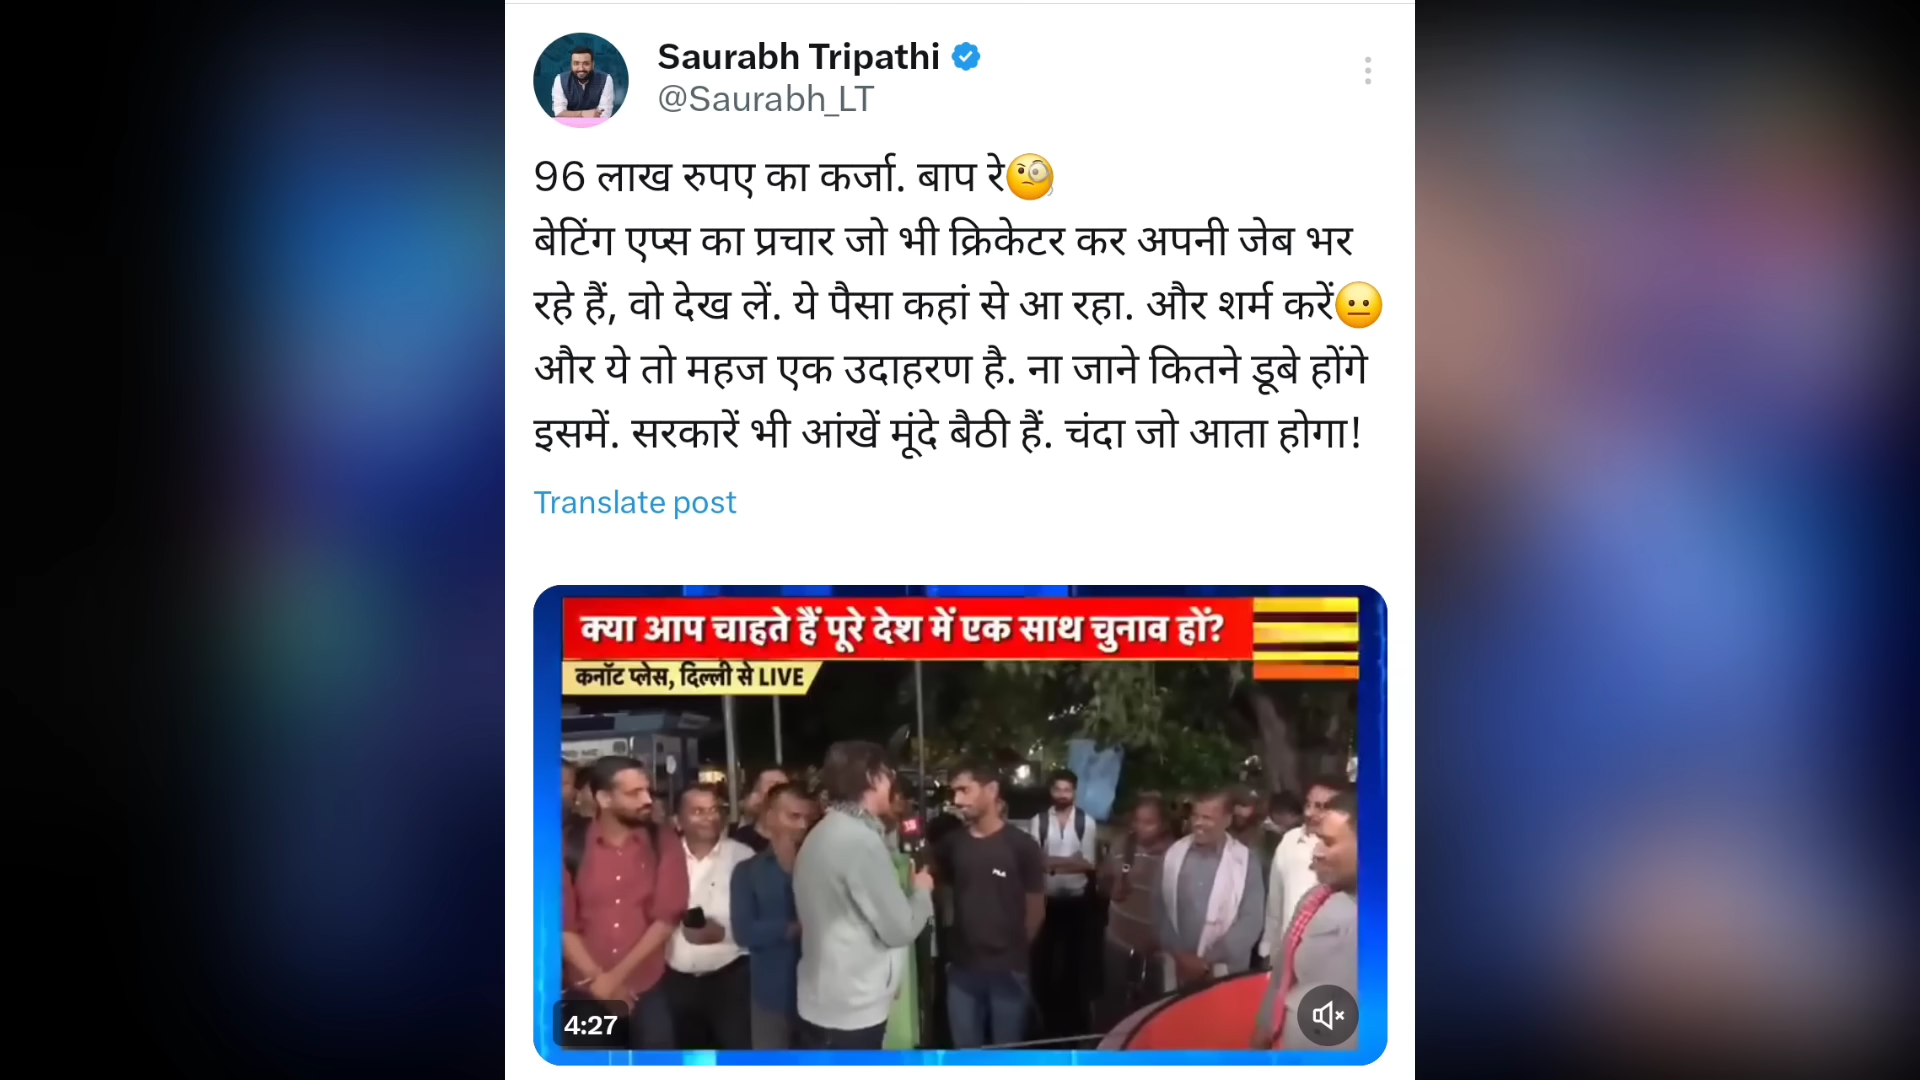 Saurabh Tripathi
@Saurabh_LT
96 लाख रुपए का कर्जा. बाप रे🧐
बेटिंग एप्स का प्रचार जो भी क्रिकेटर कर अपनी जेब भर
रहे हैं, वो देख लें. ये पैसा कहां से आ रहा. और शर्म करें😐
और ये तो महज एक उदाहरण है. ना जाने कितने डूबे होंगे
इसमें. सरकारें भी आंखें मूंदे बैठी हैं. चंदा जो आता होगा!
Translate post
क्या आप चाहते हैं पूरे देश में एक साथ चुनाव हों?
कनॉट प्लेस, दिल्ली से LIVE
4:27